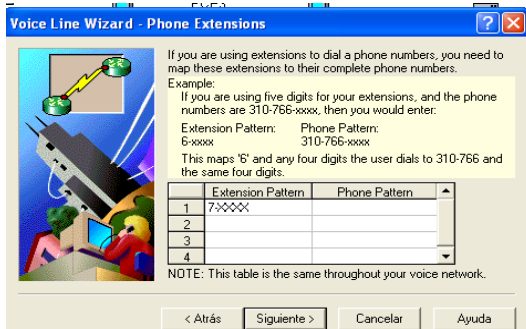 Voice Line Wizard - Phone Extensions
If you are using extensions to dial a phone numbers, you need to
map these extensions to their complete phone numbers.
Example:
If you are using five digits for your extensions, and the phone
numbers are 310-766-xxxx, then you would enter:
Extension Pattern: Phone Pattern:
6-xxxx 310-766-xxxx
This maps '6' and any four digits the user dials to 310-766 and
the same four digits.
Extension Pattern Phone Pattern
1 7-XXXX
2
3
4
NOTE: This table is the same throughout your voice network.
< Atrás Siguiente > Cancelar Ayuda